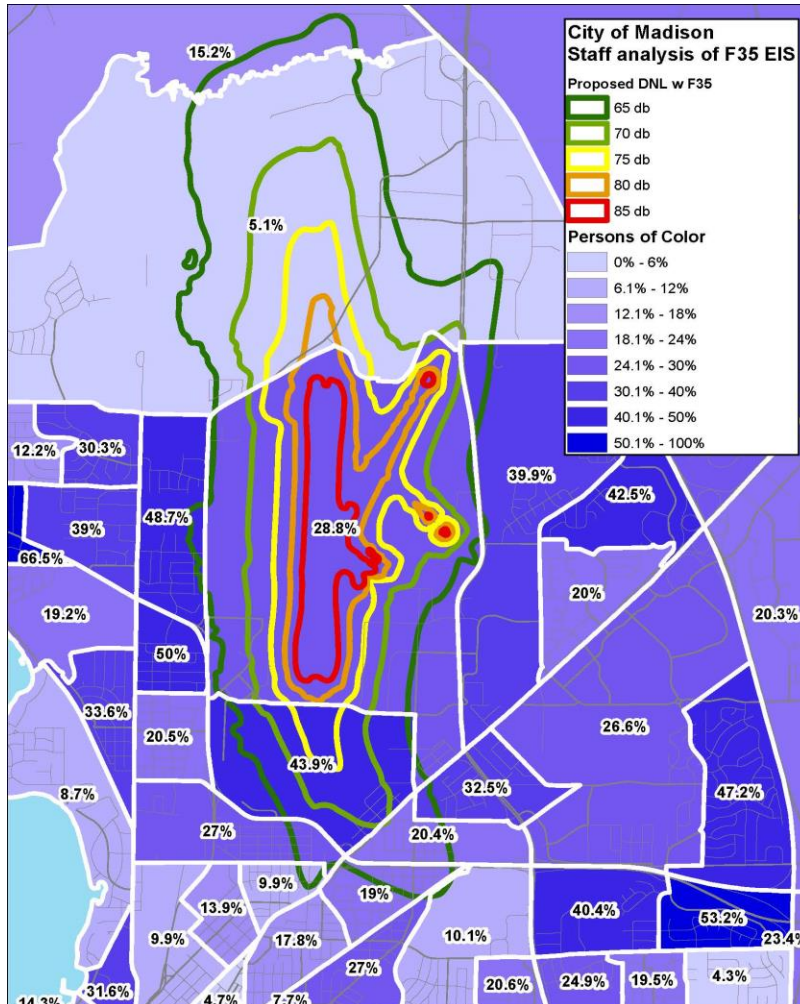 City of Madison
Staff analysis of F35 EIS
Proposed DNL w F35
65 db
70 db
75 db
80 db
85 db
Persons of Color
0% - 6%
6.1% - 12%
12.1% - 18%
18.1% - 24%
24.1% - 30%
30.1% - 40%
40.1% - 50%
50.1% - 100%
15.2%
5.1%
12.2%
30.3%
39.9%
42.5%
48.7%
39%
28.8%
66.5%
20%
19.2%
20.3%
50%
33.6%
26.6%
20.5%
43.9%
8.7%
32.5%
47.2%
27%
20.4%
9.9%
19%
13.9%
40.4%
53.2%
9.9%
17.8%
10.1%
23.4%
27%
31.6%
20.6%
24.9%
19.5%
4.3%
14.3%
4.7%
7.7%